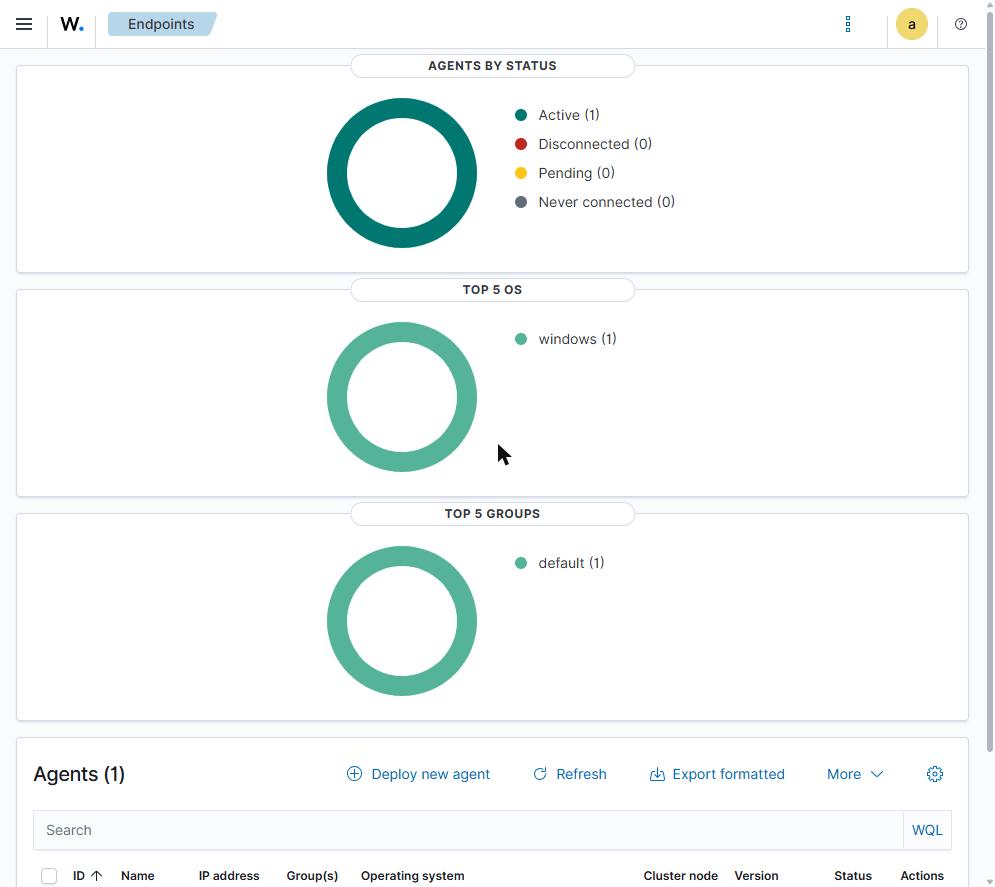 W. Endpoints a
AGENTS BY STATUS
Active (1)
Disconnected (0)
Pending (0)
Never connected (0)
TOP 5 OS
windows (1)
TOP 5 GROUPS
default (1)
Agents (1) Deploy new agent Refresh Export formatted More
Search WQL
ID Name IP address Group(s) Operating system Cluster node Version Status Actions